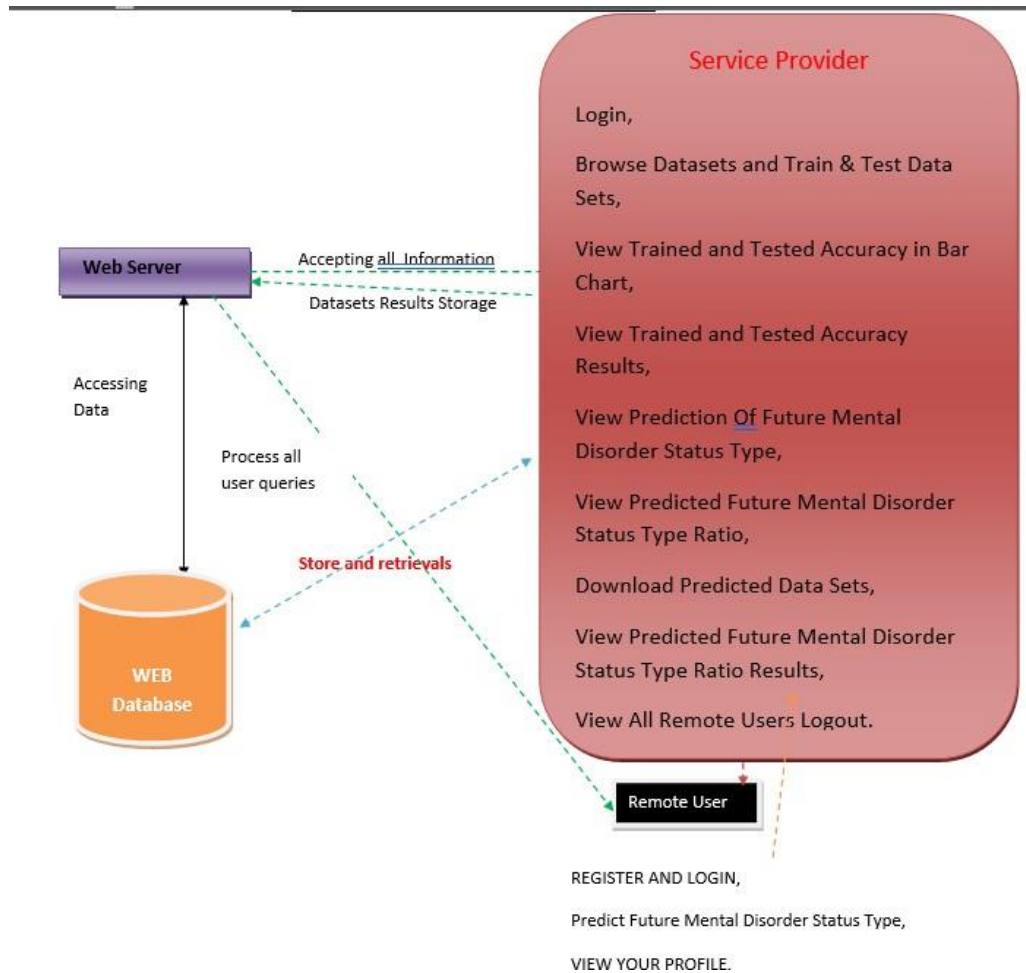 Service Provider
Login,
Browse Datasets and Train & Test Data
Sets,
View Trained and Tested Accuracy in Bar
Chart,
View Trained and Tested Accuracy
Results,
View Prediction Of Future Mental
Disorder Status Type,
View Predicted Future Mental Disorder
Status Type Ratio,
Download Predicted Data Sets,
View Predicted Future Mental Disorder
Status Type Ratio Results,
View All Remote Users Logout.
Web Server
Accepting all Information
Datasets Results Storage
Accessing
Data
Process all
user queries
Store and retrievals
WEB
Database
Remote User
REGISTER AND LOGIN,
Predict Future Mental Disorder Status Type,
VIEW YOUR PROFILE.